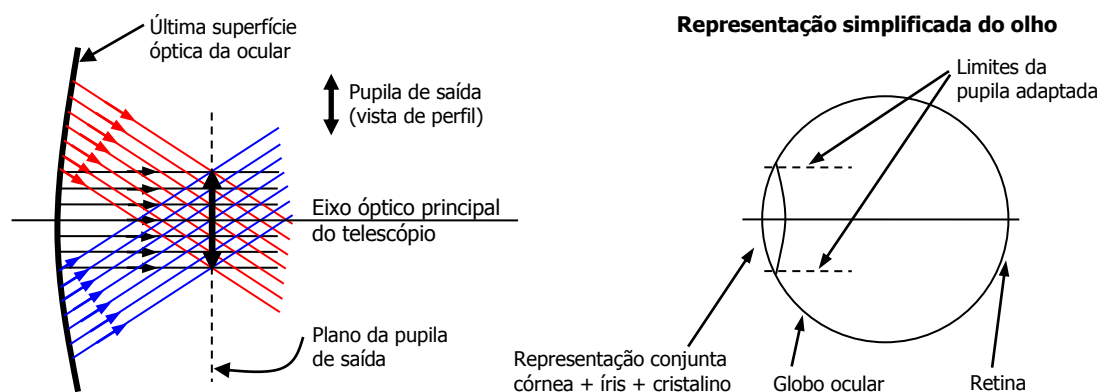 Última superfície
óptica da ocular
Pupila de saída
(vista de perfil)
Eixo óptico principal
do telescópio
Plano da pupila
de saída
Representação simplificada do olho
Limites da
pupila adaptada
Representação conjunta
córnea + íris + cristalino
Globo ocular
Retina